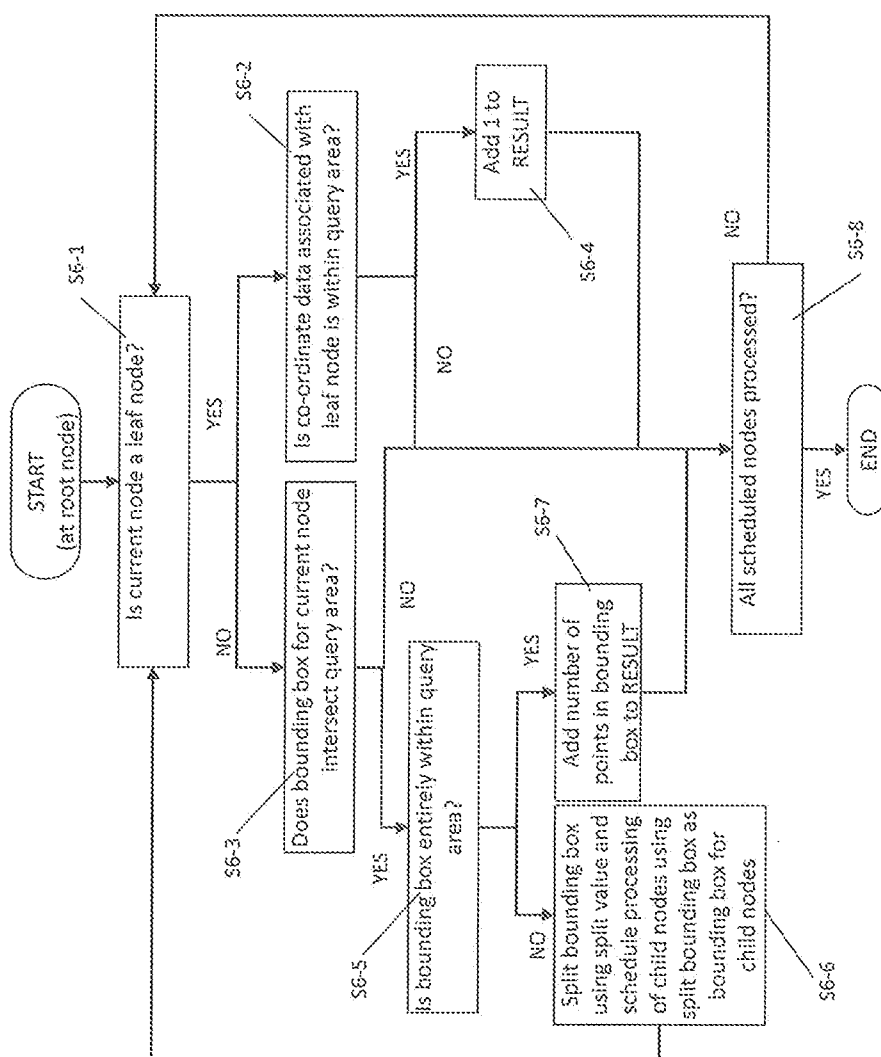 START
(at root node)
S6-1
Is current node a leaf node?
NO
YES
S6-3
Does bounding box for current node
intersect query area?
S6-2
Is co-ordinate data associated with
leaf node is within query area?
YES
NO
NO
YES
S6-5
Is bounding box entirely within query
area?
S6-4
Add 1 to
RESULT
NO
YES
S6-7
Split bounding box
using split value and
schedule processing
of child nodes using
split bounding box as
bounding box for
child nodes
S6-6
Add number of
points in bounding
box to RESULT
NO
S6-8
All scheduled nodes processed?
YES
END